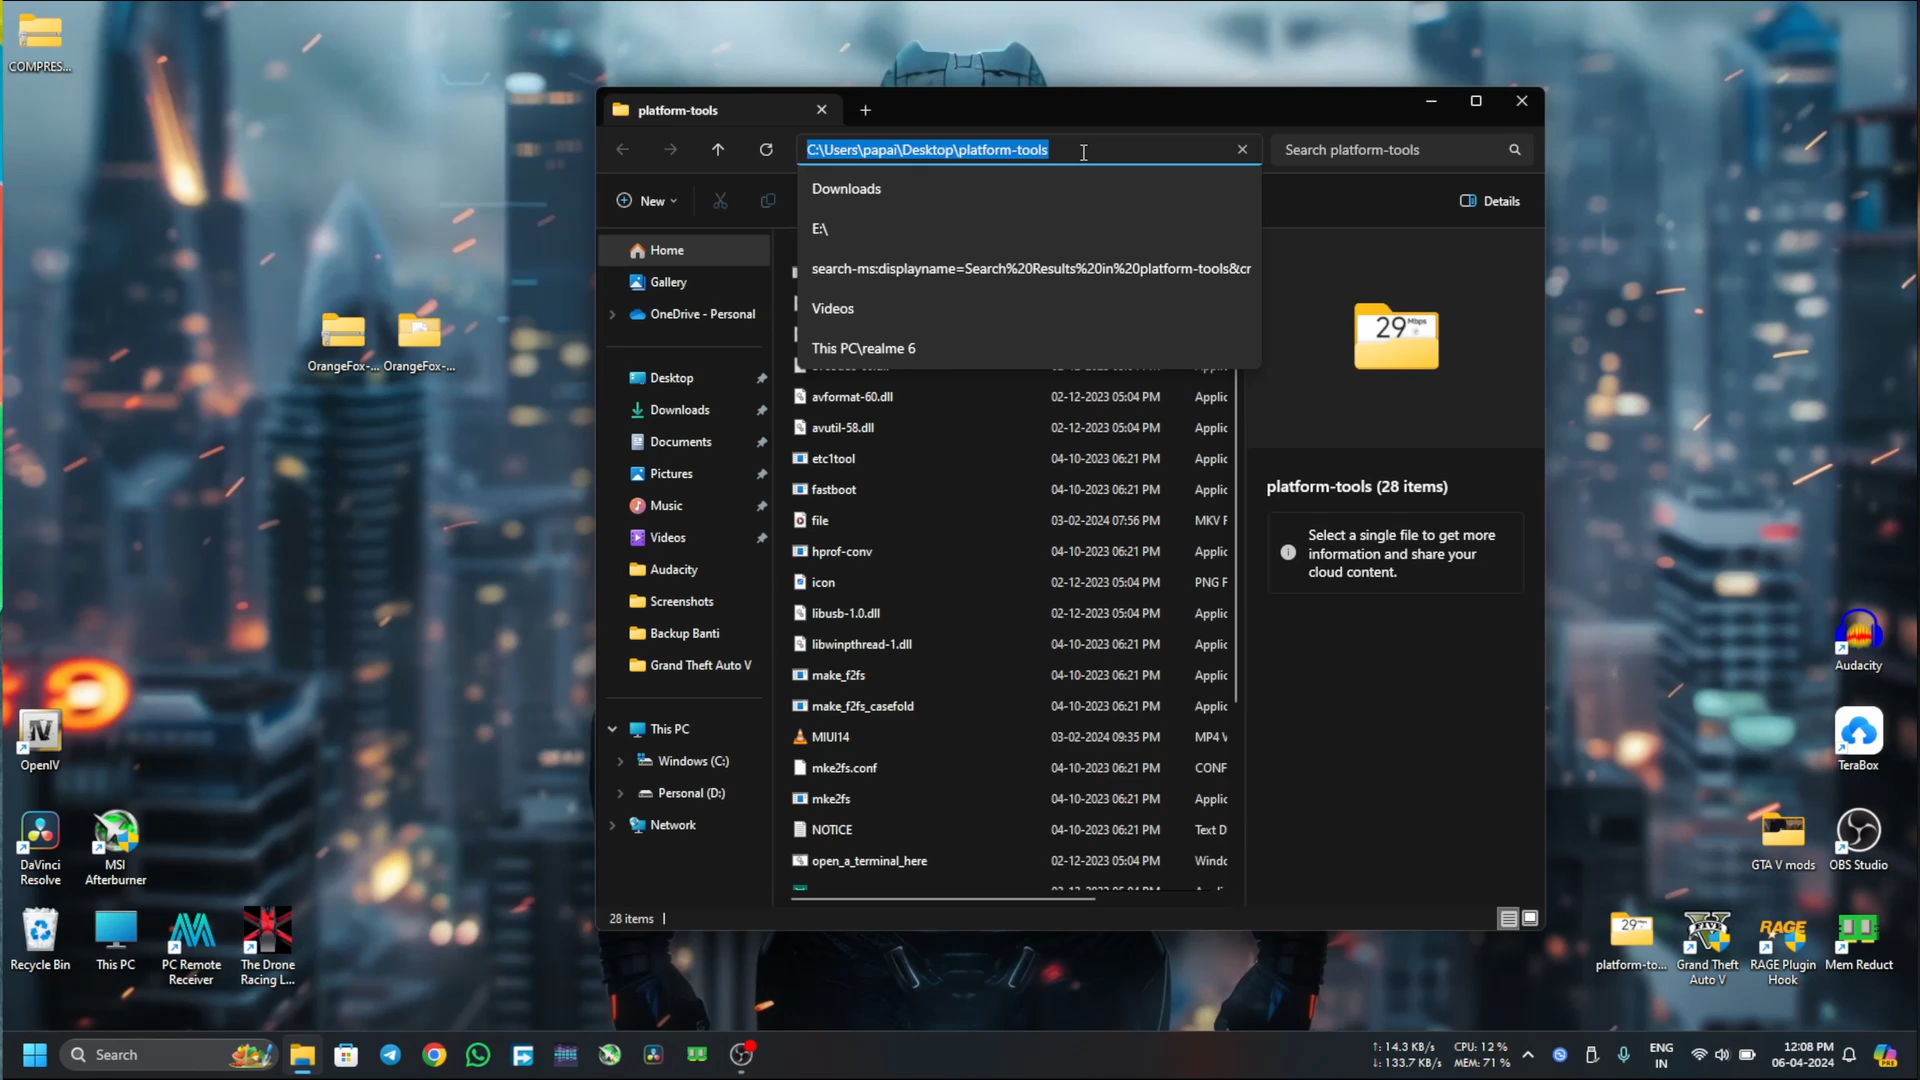 COMPRES...
platform-tools
C:\Users\papai\Desktop\platform-tools
Search platform-tools
New
Details
Downloads
E:\
search-ms:displayname=Search%20Results%20in%20platform-tools&cr
Videos
This PC\realme 6
Home
Gallery
OneDrive - Personal
Desktop
Downloads
Documents
Pictures
Music
Videos
Audacity
Screenshots
Backup Banti
Grand Theft Auto V
This PC
Windows (C:)
Personal (D:)
Network
avformat-60.dll 02-12-2023 05:04 PM Applic
avutil-58.dll 02-12-2023 05:04 PM Applic
etc1tool 04-10-2023 06:21 PM Applic
fastboot 04-10-2023 06:21 PM Applic
file 03-02-2024 07:56 PM MKV F
hprof-conv 04-10-2023 06:21 PM Applic
icon 02-12-2023 05:04 PM PNG F
libusb-1.0.dll 02-12-2023 05:04 PM Applic
libwinpthread-1.dll 04-10-2023 06:21 PM Applic
make_f2fs 04-10-2023 06:21 PM Applic
make_f2fs_casefold 04-10-2023 06:21 PM Applic
MIUI14 03-02-2024 09:35 PM MP4 V
mke2fs.conf 04-10-2023 06:21 PM CONF
mke2fs 04-10-2023 06:21 PM Applic
NOTICE 04-10-2023 06:21 PM Text D
open_a_terminal_here 02-12-2023 05:04 PM Windo
29 Mbps
platform-tools (28 items)
Select a single file to get more
information and share your
cloud content.
28 items
OrangeFox-...
OrangeFox-...
OpenIV
DaVinci
Resolve
MSI
Afterburner
Recycle Bin
This PC
PC Remote
Receiver
The Drone
Racing L...
Audacity
TeraBox
GTA V mods
OBS Studio
29
platform-to...
Grand Theft
Auto V
RAGE
RAGE Plugin
Hook
Mem Reduct
Search
↑: 14.3 KB/s
↓: 133.7 KB/s
CPU: 12 %
MEM: 71 %
ENG
IN
12:08 PM
06-04-2024